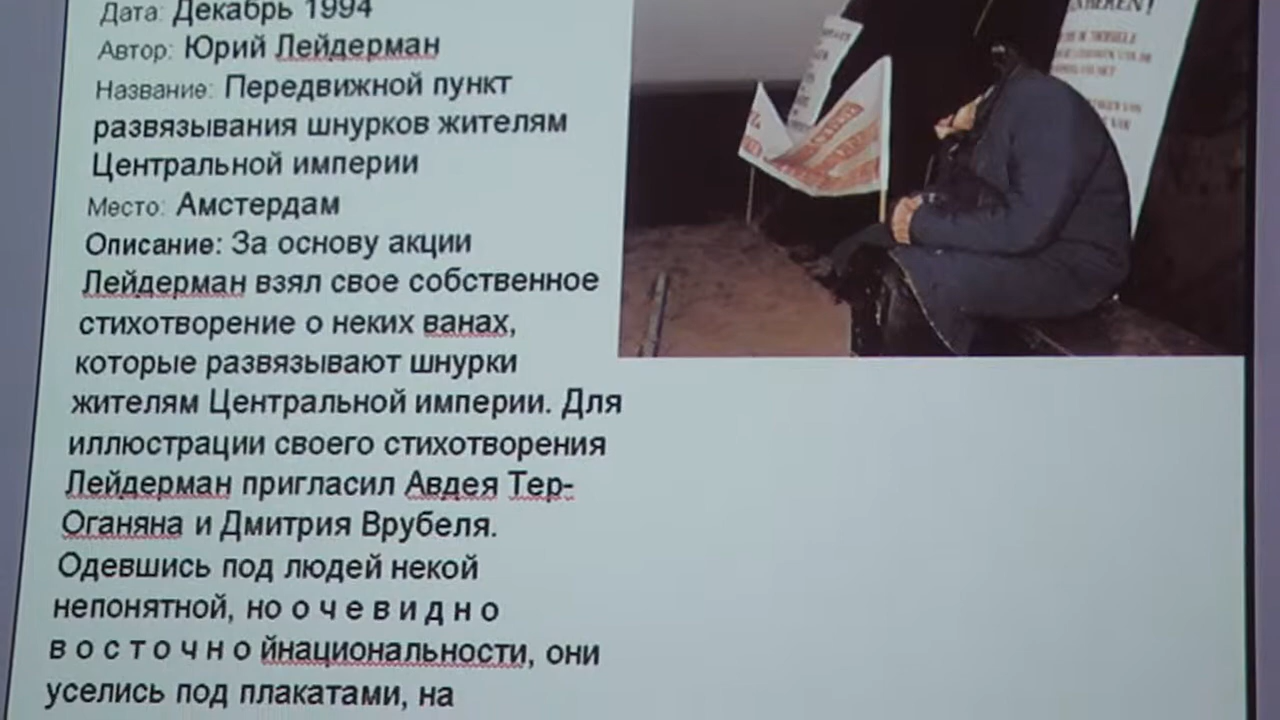 Дата: Декабрь 1994
Автор: Юрий Лейдерман
Название: Передвижной пункт
развязывания шнурков жителям
Центральной империи
Место: Амстердам
Описание: За основу акции
Лейдерман взял свое собственное
стихотворение о неких ванах,
которые развязывают шнурки
жителям Центральной империи. Для
иллюстрации своего стихотворения
Лейдерман пригласил Авдея Тер-
Оганяна и Дмитрия Врубеля.
Одевшись под людей некой
непонятной, но о ч е в и д н о
в о с т о ч н о йнациональности, они
уселись под плакатами, на